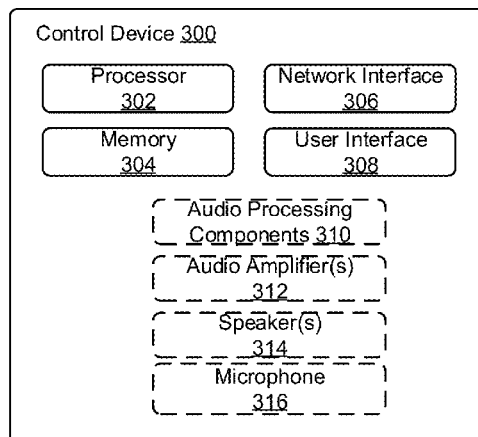 Control Device 300
Processor
302
Network Interface
306
Memory
304
User Interface
308
Audio Processing
Components 310
Audio Amplifier(s)
312
Speaker(s)
314
Microphone
316